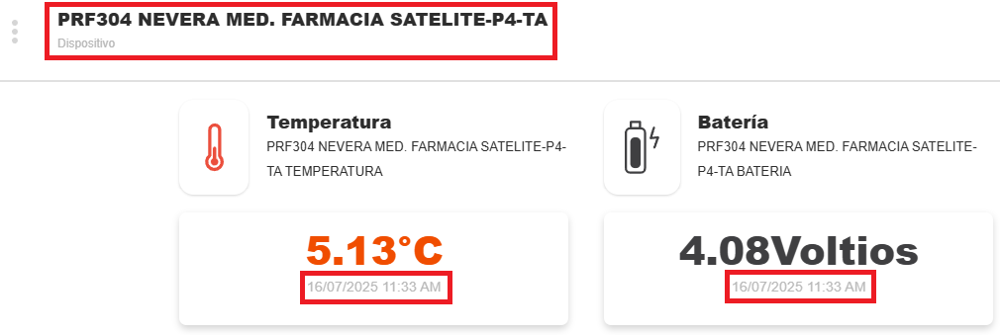 PRF304 NEVERA MED. FARMACIA SATELITE-P4-TA
Dispositivo
Temperatura
PRF304 NEVERA MED. FARMACIA SATELITE-P4-
TA TEMPERATURA
5.13°C
16/07/2025 11:33 AM
Batería
PRF304 NEVERA MED. FARMACIA SATELITE-
P4-TA BATERIA
4.08Voltios
16/07/2025 11:33 AM